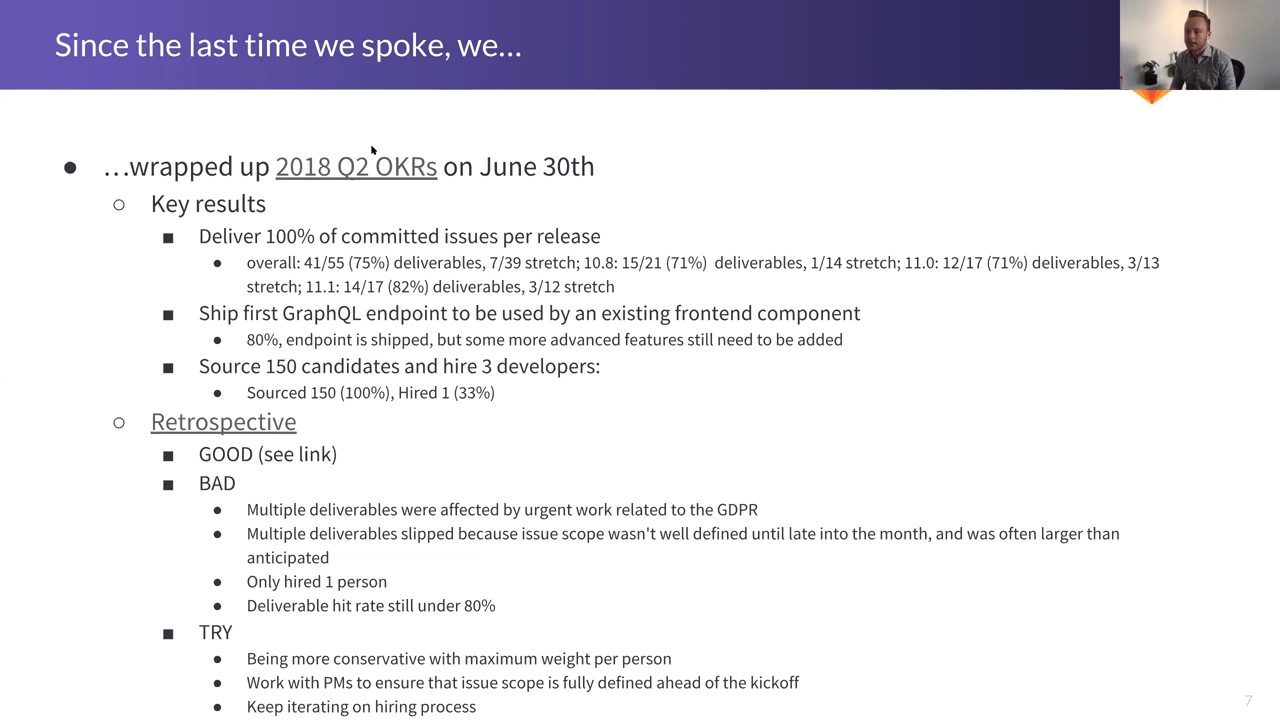 Since the last time we spoke, we...
● …wrapped up 2018 Q2 OKRs on June 30th
○ Key results
■ Deliver 100% of committed issues per release
● overall: 41/55 (75%) deliverables, 7/39 stretch; 10.8: 15/21 (71%) deliverables, 1/14 stretch; 11.0: 12/17 (71%) deliverables, 3/13
stretch; 11.1: 14/17 (82%) deliverables, 3/12 stretch
■ Ship first GraphQL endpoint to be used by an existing frontend component
● 80%, endpoint is shipped, but some more advanced features still need to be added
■ Source 150 candidates and hire 3 developers:
● Sourced 150 (100%), Hired 1 (33%)
○ Retrospective
■ GOOD (see link)
■ BAD
● Multiple deliverables were affected by urgent work related to the GDPR
● Multiple deliverables slipped because issue scope wasn't well defined until late into the month, and was often larger than
anticipated
● Only hired 1 person
● Deliverable hit rate still under 80%
■ TRY
● Being more conservative with maximum weight per person
● Work with PMs to ensure that issue scope is fully defined ahead of the kickoff
● Keep iterating on hiring process
7